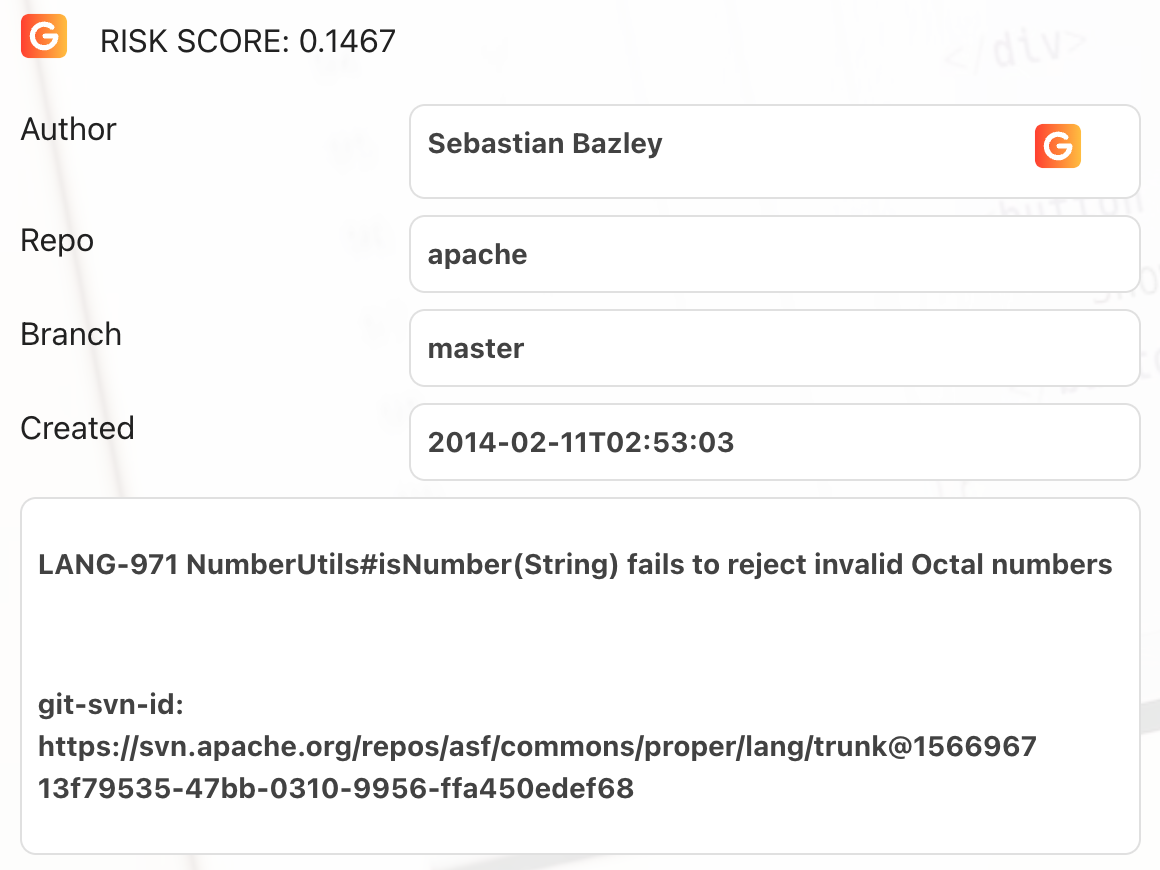 G RISK SCORE: 0.1467
Author
Sebastian Bazley G
Repo
apache
Branch
master
Created
2014-02-11T02:53:03
LANG-971 NumberUtils#isNumber(String) fails to reject invalid Octal numbers
git-svn-id:
https://svn.apache.org/repos/asf/commons/proper/lang/trunk@1566967
13f79535-47bb-0310-9956-ffa450edef68
</div>